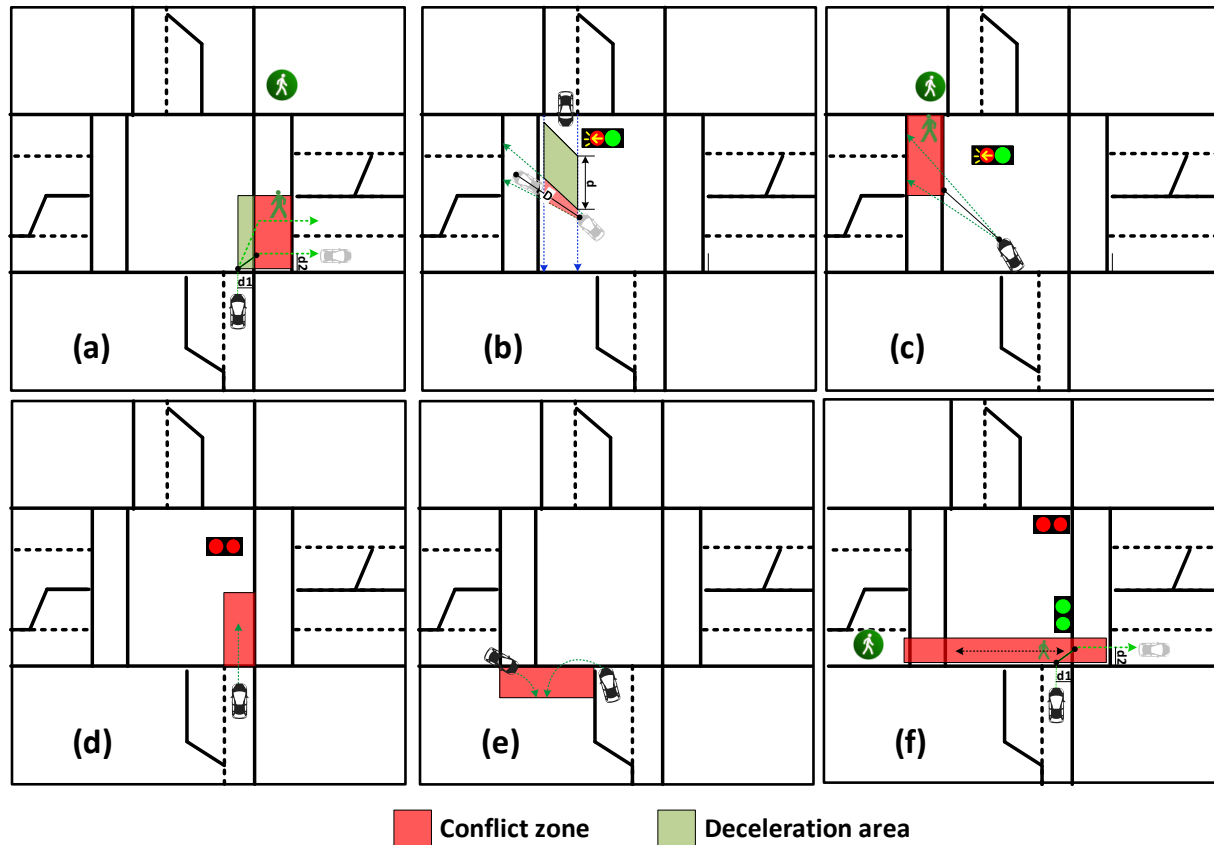 d1
d2
(a)
D
d
(b)
(c)
(d)
(e)
d1
d2
(f)
Conflict zone
Deceleration area